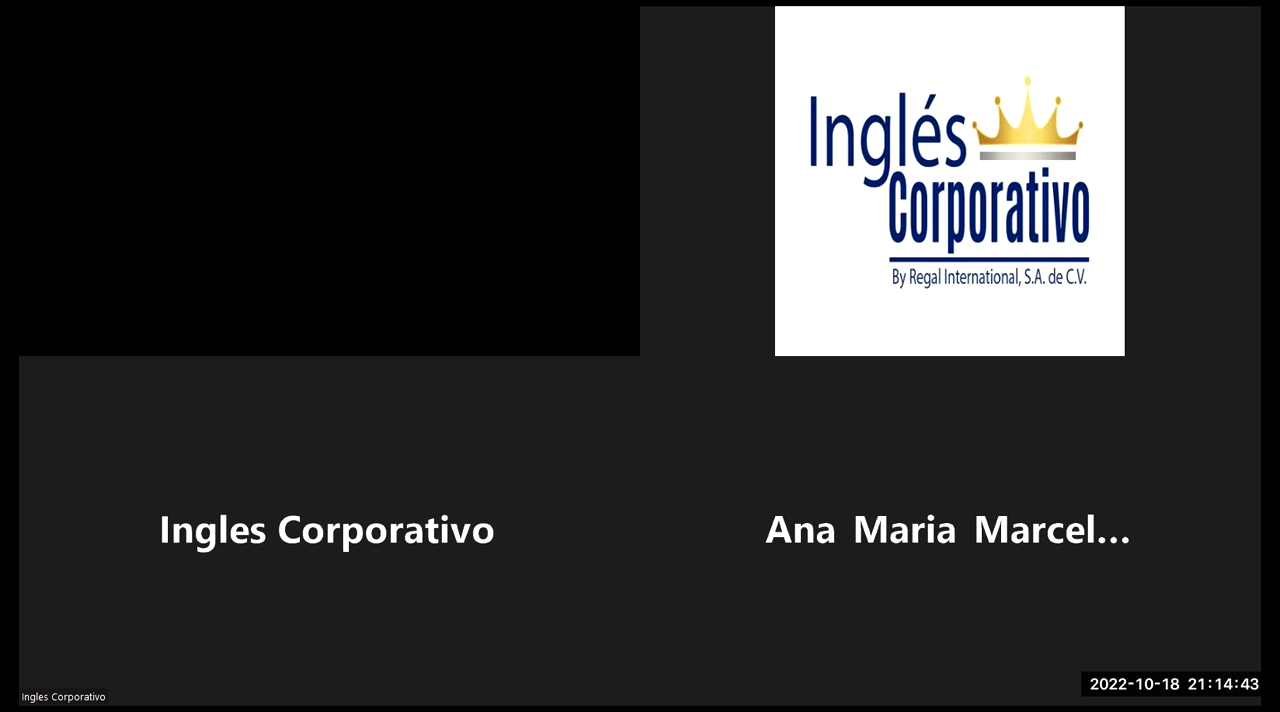 Inglés
Corporativo
By Regal International, S.A. de C.V.
Ingles Corporativo
Ana Maria Marcel...
Ingles Corporativo
2022-10-18 21:14:43